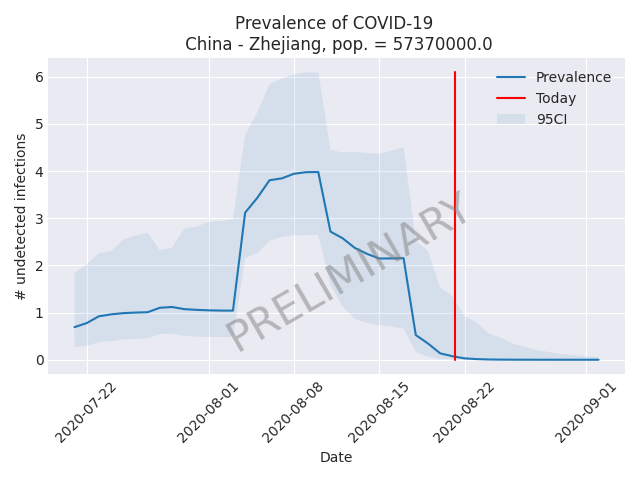 Prevalence of COVID-19
China - Zhejiang, pop. = 57370000.0
6
5
4
3
2
1
0
# undetected infections
Prevalence
Today
95CI
PRELIMINARY
2020-07-22
2020-08-01
2020-08-08
2020-08-15
2020-08-22
2020-09-01
Date